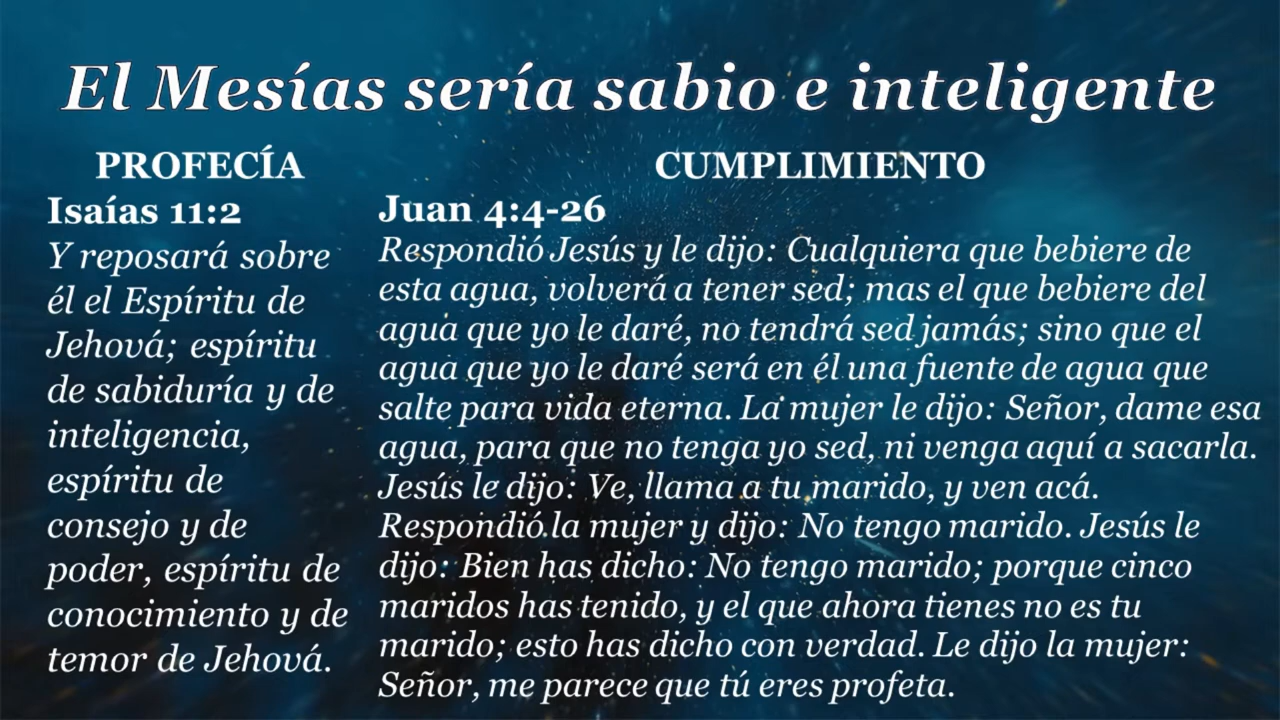 El Mesías sería sabio e inteligente
PROFECÍA
Isaías 11:2
Y reposará sobre
él el Espíritu de
Jehová; espíritu
de sabiduría y de
inteligencia,
espíritu de
consejo y de
poder, espíritu de
conocimiento y de
temor de Jehová.
CUMPLIMIENTO
Juan 4:4-26
Respondió Jesús y le dijo: Cualquiera que bebiere de
esta agua, volverá a tener sed; mas el que bebiere del
agua que yo le daré, no tendrá sed jamás; sino que el
agua que yo le daré será en él una fuente de agua que
salte para vida eterna. La mujer le dijo: Señor, dame esa
agua, para que no tenga yo sed, ni venga aquí a sacarla.
Jesús le dijo: Ve, llama a tu marido, y ven acá.
Respondió la mujer y dijo: No tengo marido. Jesús le
dijo: Bien has dicho: No tengo marido; porque cinco
maridos has tenido, y el que ahora tienes no es tu
marido; esto has dicho con verdad. Le dijo la mujer:
Señor, me parece que tú eres profeta.